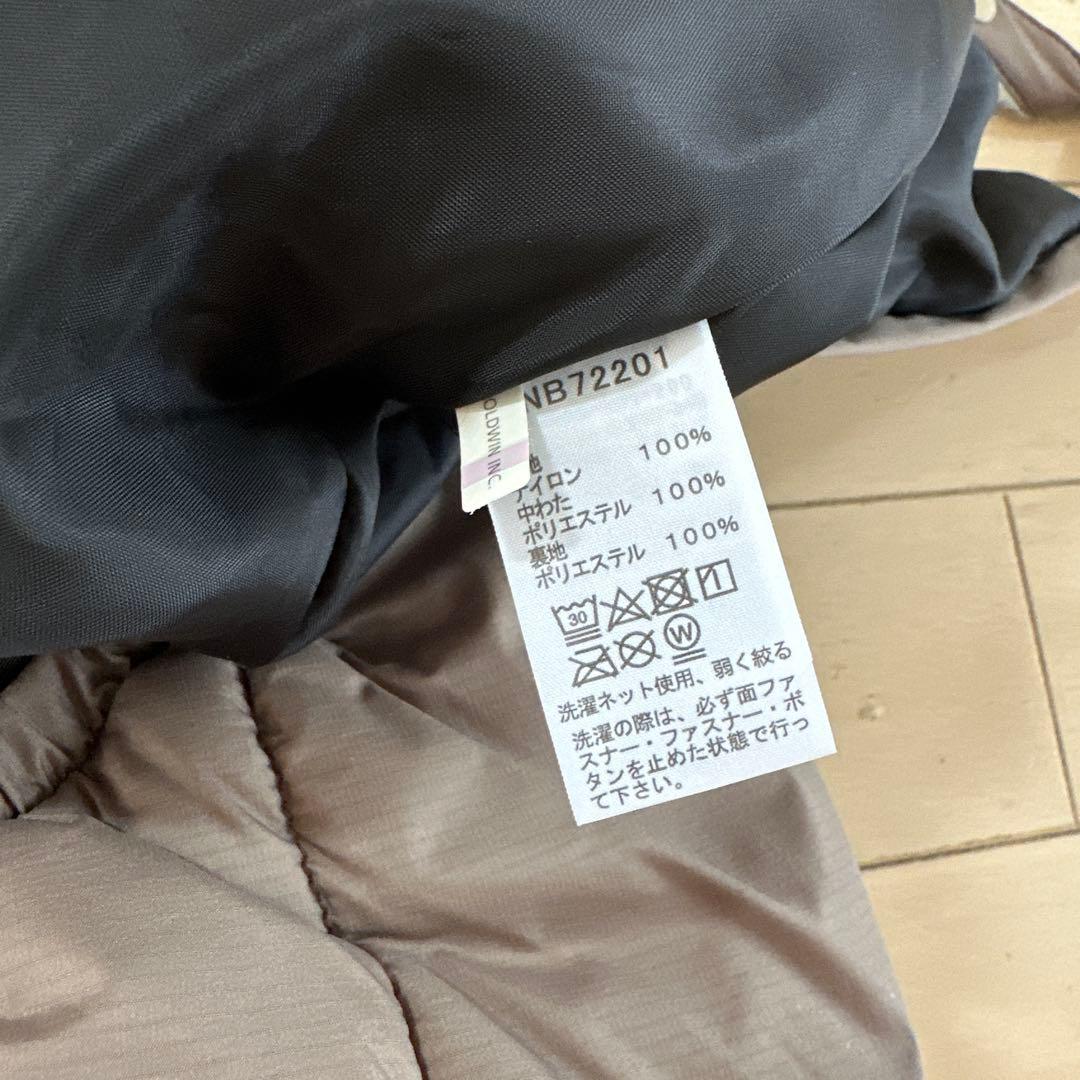 NB72201
OLDWIN INC.
地 100%
ナイロン
中わた 100%
ポリエステル
裏地 100%
ポリエステル
30
W
洗濯ネット使用、弱く絞る
洗濯の際は、必ず面ファ
スナー・ファスナー・ボ
タンを止めた状態で行っ
て下さい。